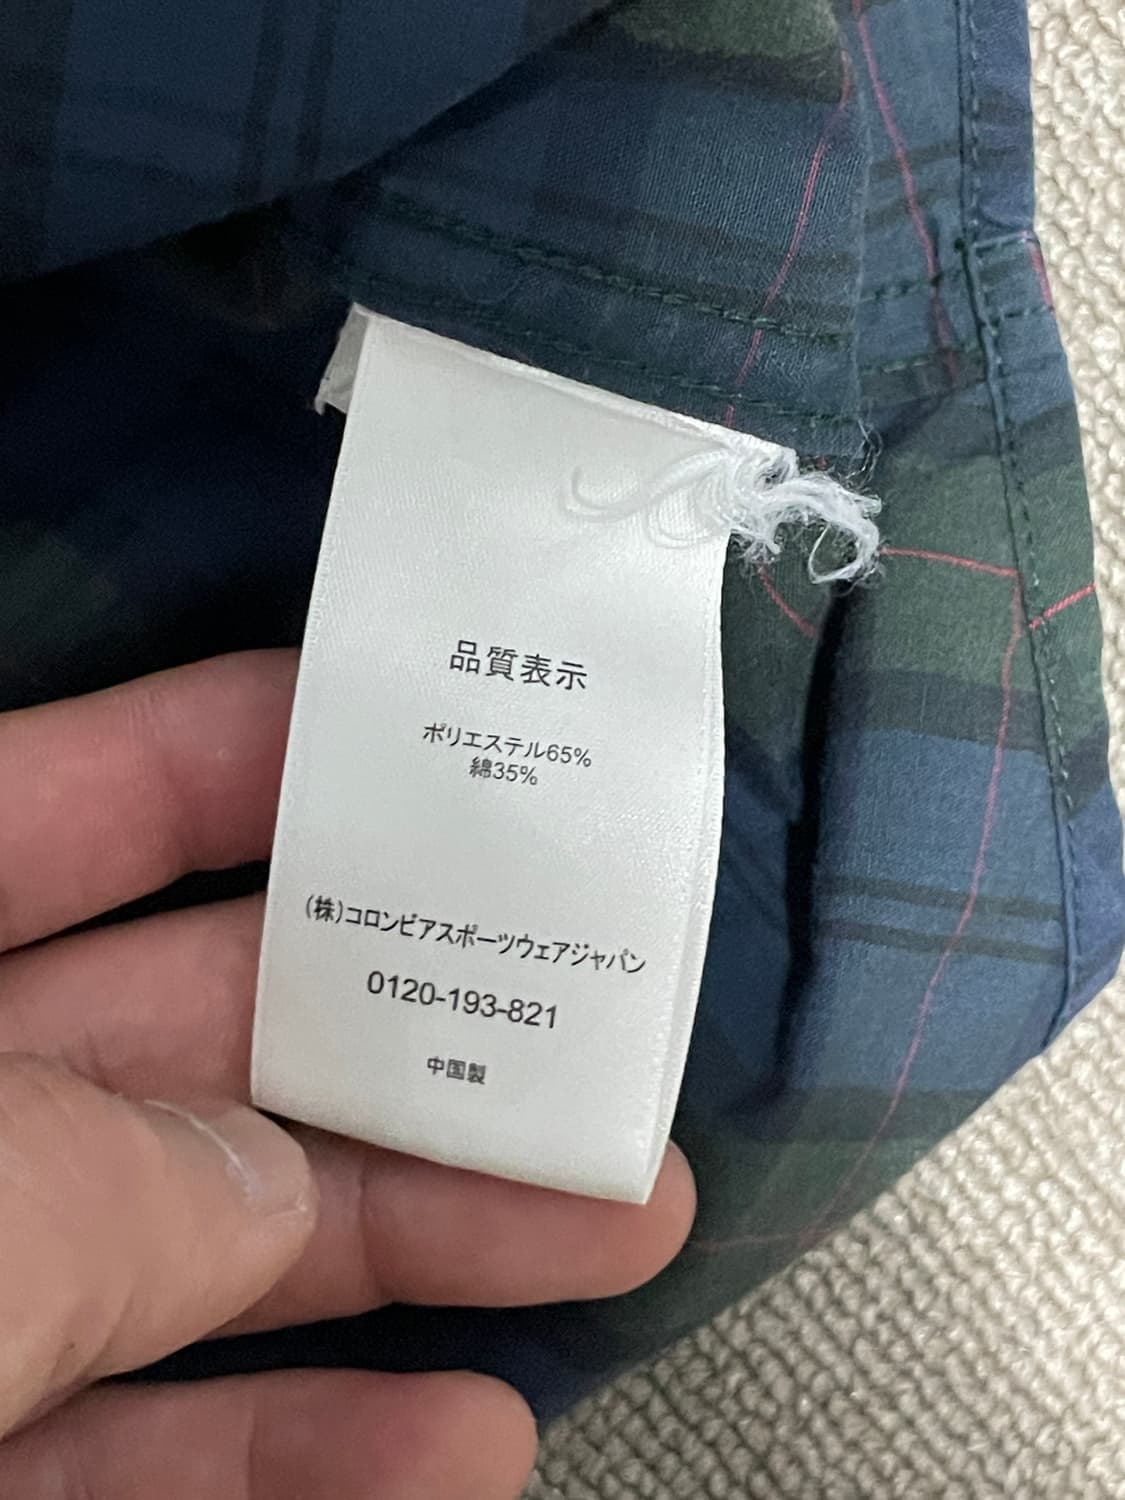 品質表示
ポリエステル65%
綿35%
(株)コロンビアスポーツウェアジャパン
0120-193-821
中国製